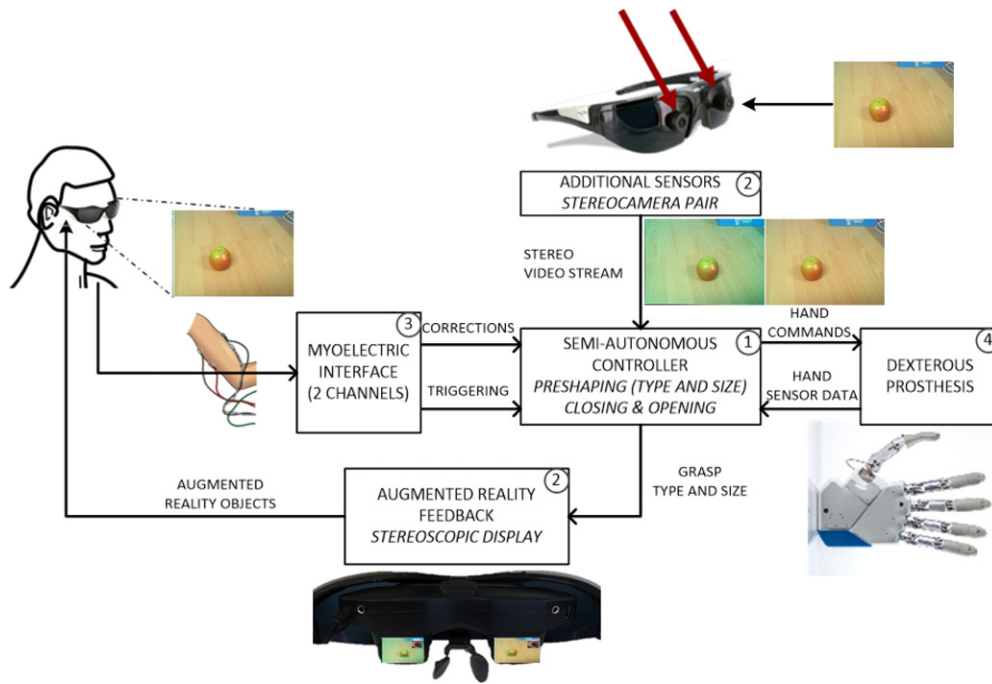 2
ADDITIONAL SENSORS
STEREOCAMERA PAIR
STEREO
VIDEO STREAM
3
MYOELECTRIC
INTERFACE
(2 CHANNELS)
CORRECTIONS
TRIGGERING
1
SEMI-AUTONOMOUS
CONTROLLER
PRESHAPING (TYPE AND SIZE)
CLOSING & OPENING
HAND
COMMANDS
HAND
SENSOR DATA
4
DEXTEROUS
PROSTHESIS
GRASP
TYPE AND SIZE
2
AUGMENTED REALITY
FEEDBACK
STEREOSCOPIC DISPLAY
AUGMENTED
REALITY OBJECTS